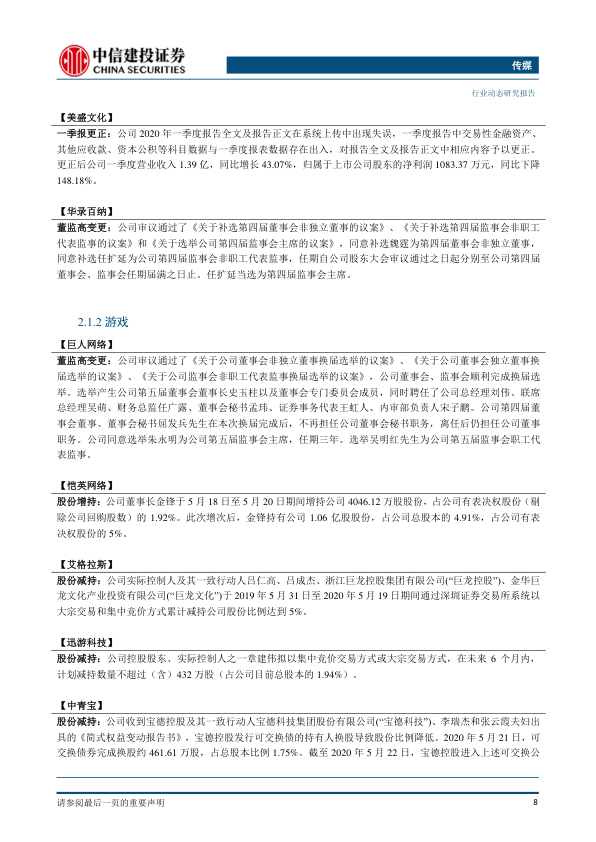 中信建投证券
CHINA SECURITIES
传媒
行业动态研究报告
【美盛文化】
一季报更正：公司 2020 年一季度报告全文及报告正文在系统上传中出现失误，一季度报告中交易性金融资产、
其他应收款、资本公积等科目数据与一季度报表数据存在出入，对报告全文及报告正文中相应内容予以更正。
更正后公司一季度营业收入 1.39 亿，同比增长 43.07%，归属于上市公司股东的净利润 1083.37 万元，同比下降
148.18%。
【华录百纳】
董监高变更：公司审议通过了《关于补选第四届董事会非独立董事的议案》、《关于补选第四届监事会非职工
代表监事的议案》和《关于选举公司第四届监事会主席的议案》，同意补选魏霆为第四届董事会非独立董事，
同意补选任扩延为公司第四届监事会非职工代表监事，任期自公司股东大会审议通过之日起分别至公司第四届
董事会、监事会任期届满之日止。任扩延当选为第四届监事会主席。
2.1.2 游戏
【巨人网络】
董监高变更：公司审议通过了《关于公司董事会非独立董事换届选举的议案》、《关于公司董事会独立董事换
届选举的议案》、《关于公司监事会非职工代表监事换届选举的议案》，公司董事会、监事会顺利完成换届选
举。选举产生公司第五届董事会董事长史玉柱以及董事会专门委员会成员，同时聘任了公司总经理刘伟、联席
总经理吴萌、财务总监任广露、董事会秘书孟玮、证券事务代表王虹人、内审部负责人宋子鹏。公司第四届董
事会董事、董事会秘书屈发兵先生在本次换届完成后，不再担任公司董事会秘书职务，离任后仍担任公司董事
职务。公司同意选举朱永明为公司第五届监事会主席，任期三年。选举吴明红先生为公司第五届监事会职工代
表监事。
【恺英网络】
股份增持：公司董事长金锋于 5 月 18 日至 5 月 20 日期间增持公司 4046.12 万股股份，占公司有表决权股份（剔
除公司回购股数）的 1.92%。此次增次后，金锋持有公司 1.06 亿股股份，占公司总股本的 4.91%，占公司有表
决权股份的 5%。
【艾格拉斯】
股份减持：公司实际控制人及其一致行动人吕仁高、吕成杰、浙江巨龙控股集团有限公司(“巨龙控股”)、金华巨
龙文化产业投资有限公司(“巨龙文化”)于 2019 年 5 月 31 日至 2020 年 5 月 19 日期间通过深圳证券交易所系统以
大宗交易和集中竞价方式累计减持公司股份比例达到 5%。
【迅游科技】
股份减持：公司控股股东、实际控制人之一章建伟拟以集中竞价交易方式或大宗交易方式，在未来 6 个月内，
计划减持数量不超过（含）432 万股（占公司目前总股本的 1.94%）。
【中青宝】
股份减持：公司收到宝德控股及其一致行动人宝德科技集团股份有限公司(“宝德科技”)、李瑞杰和张云霞夫妇出
具的《简式权益变动报告书》，宝德控股发行可交换债的持有人换股导致股份比例降低。2020 年 5 月 21 日，可
交换债券完成换股约 461.61 万股，占总股本比例 1.75%。截至 2020 年 5 月 22 日，宝德控股进入上述可交换公
请参阅最后一页的重要声明
8